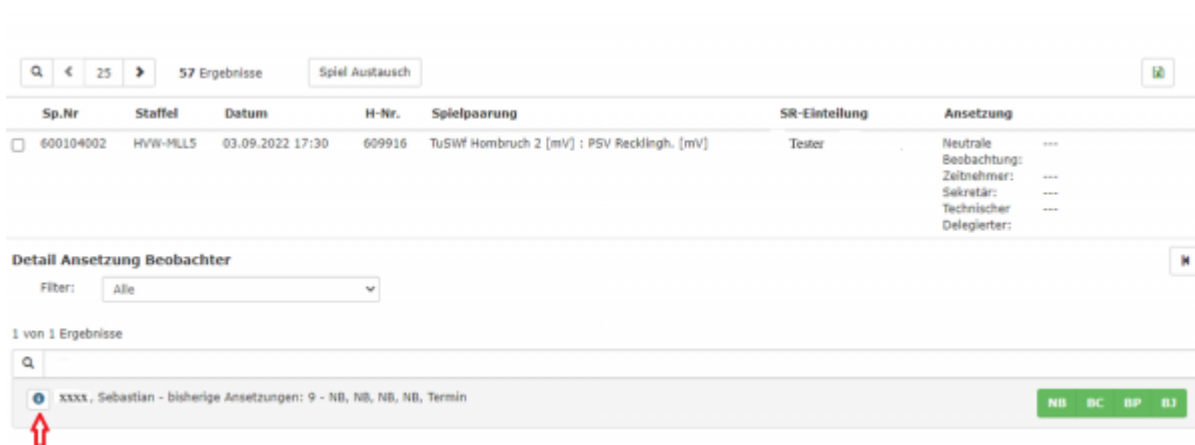 25 57 Ergebnisse Spiel Austausch
Sp.Nr Staffel Datum H-Nr. Spielpaarung SR-Einteilung Ansetzung
600104002 HVW-MLL5 03.09.2022 17:30 609916 TuSWf Hombruch 2 [mV] : PSV Recklingh. [mV] Tester Neutrale ---
Beobachtung:
Zeitnehmer: ---
Sekretär: ---
Technischer ---
Delegierter:
Detail Ansetzung Beobachter
Filter: Alle
1 von 1 Ergebnisse
xxxx, Sebastian - bisherige Ansetzungen: 9 - NB, NB, NB, NB, Termin NB BC BP BJ